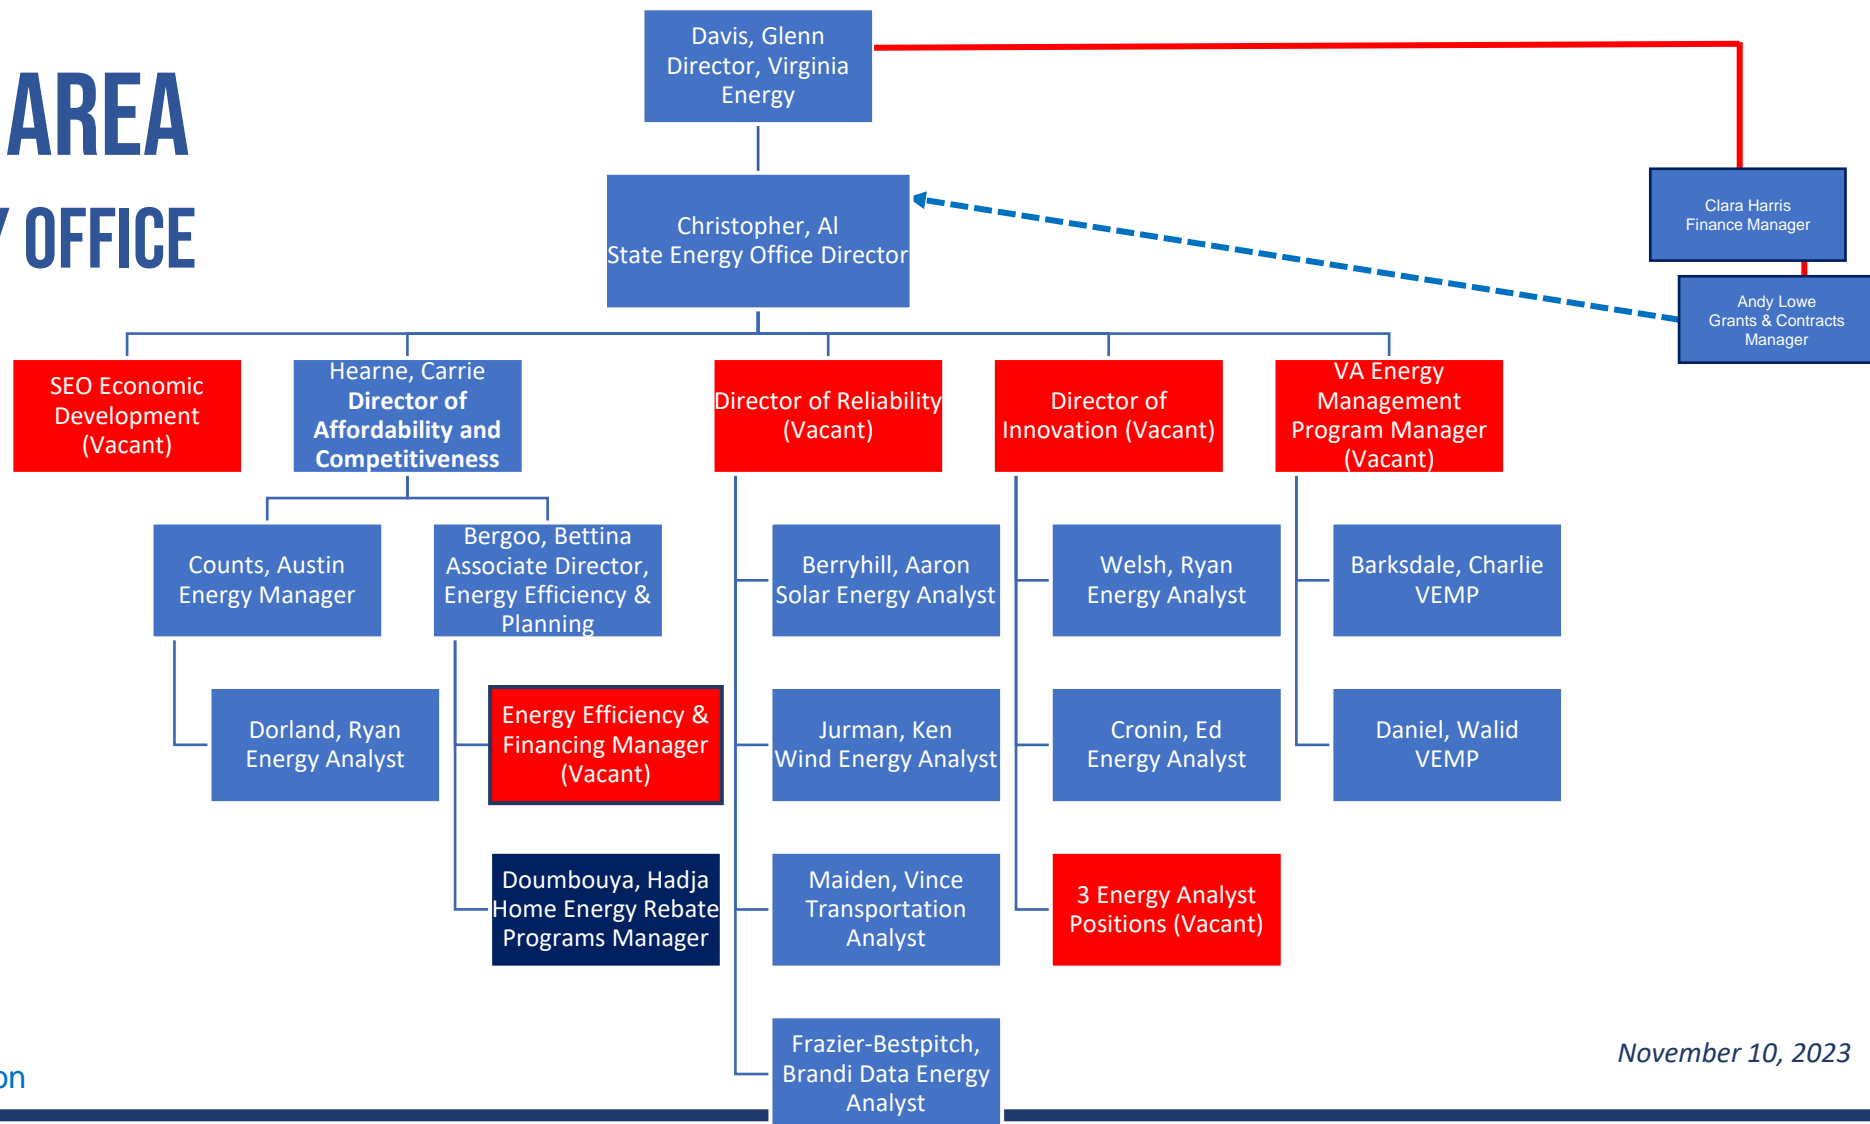 AREA
Y OFFICE
Davis, Glenn
Director, Virginia
Energy
Christopher, Al
State Energy Office Director
Clara Harris
Finance Manager
Andy Lowe
Grants & Contracts
Manager
SEO Economic
Development
(Vacant)
Hearne, Carrie
Director of
Affordability and
Competitiveness
Director of Reliability
(Vacant)
Director of
Innovation (Vacant)
VA Energy
Management
Program Manager
(Vacant)
Counts, Austin
Energy Manager
Bergoo, Bettina
Associate Director,
Energy Efficiency &
Planning
Berryhill, Aaron
Solar Energy Analyst
Welsh, Ryan
Energy Analyst
Barksdale, Charlie
VEMP
Dorland, Ryan
Energy Analyst
Energy Efficiency &
Financing Manager
(Vacant)
Jurman, Ken
Wind Energy Analyst
Cronin, Ed
Energy Analyst
Daniel, Walid
VEMP
Doumbouya, Hadja
Home Energy Rebate
Programs Manager
Maiden, Vince
Transportation
Analyst
3 Energy Analyst
Positions (Vacant)
Frazier-Bestpitch,
Brandi Data Energy
Analyst
November 10, 2023
on